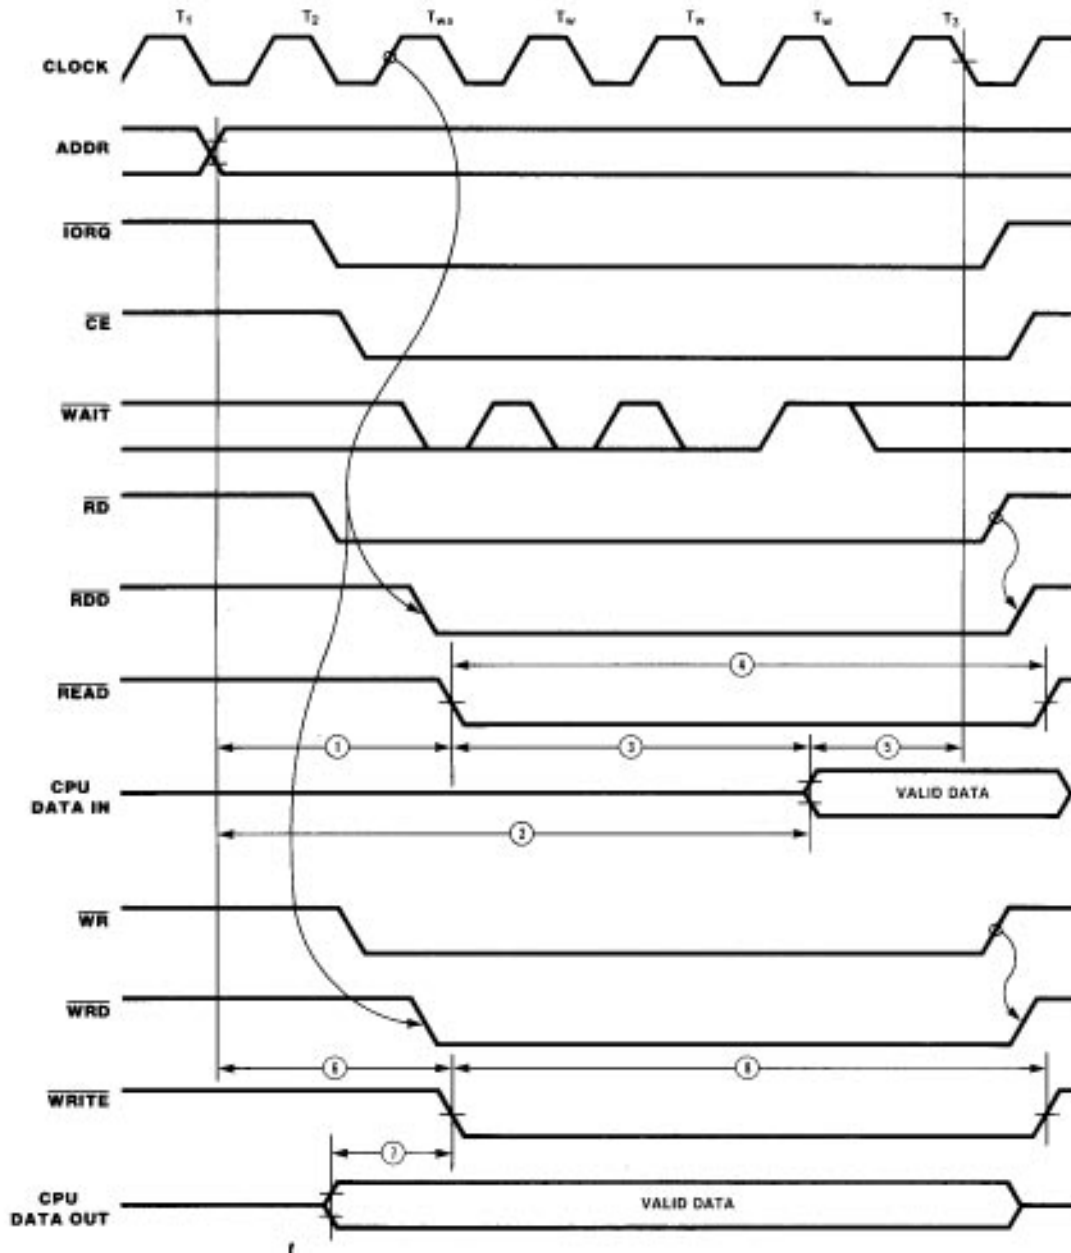 T1 T2 Twa Tw Tw Tw T3
CLOCK
ADDR
IORQ
CE
WAIT
RD
RDD
4
READ
1 3 5
CPU
DATA IN
VALID DATA
2
WR
WRD
6 8
WRITE
7
CPU
DATA OUT
VALID DATA